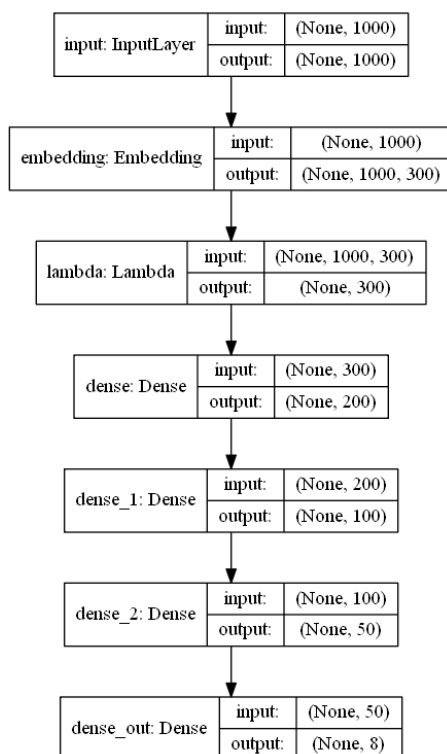 input: InputLayer
input: (None, 1000)
output: (None, 1000)
embedding: Embedding
input: (None, 1000)
output: (None, 1000, 300)
lambda: Lambda
input: (None, 1000, 300)
output: (None, 300)
dense: Dense
input: (None, 300)
output: (None, 200)
dense_1: Dense
input: (None, 200)
output: (None, 100)
dense_2: Dense
input: (None, 100)
output: (None, 50)
dense_out: Dense
input: (None, 50)
output: (None, 8)